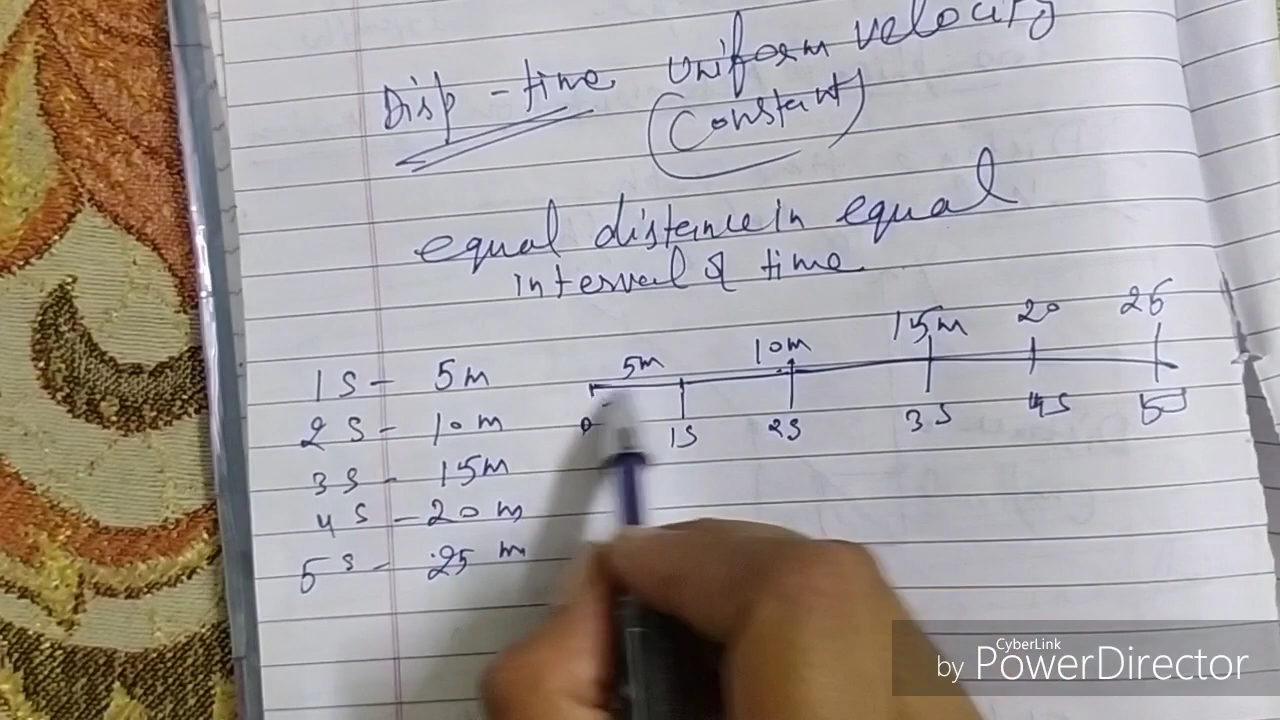 Disp - time uniform velocity
(Constant)
equal distance in equal
interval of time
1s - 5m
2s - 10m
3s - 15m
4s - 20m
5s - 25m
5m 10m 15m 20 25
0 1s 2s 3s 4s 5s
CyberLink
by PowerDirector